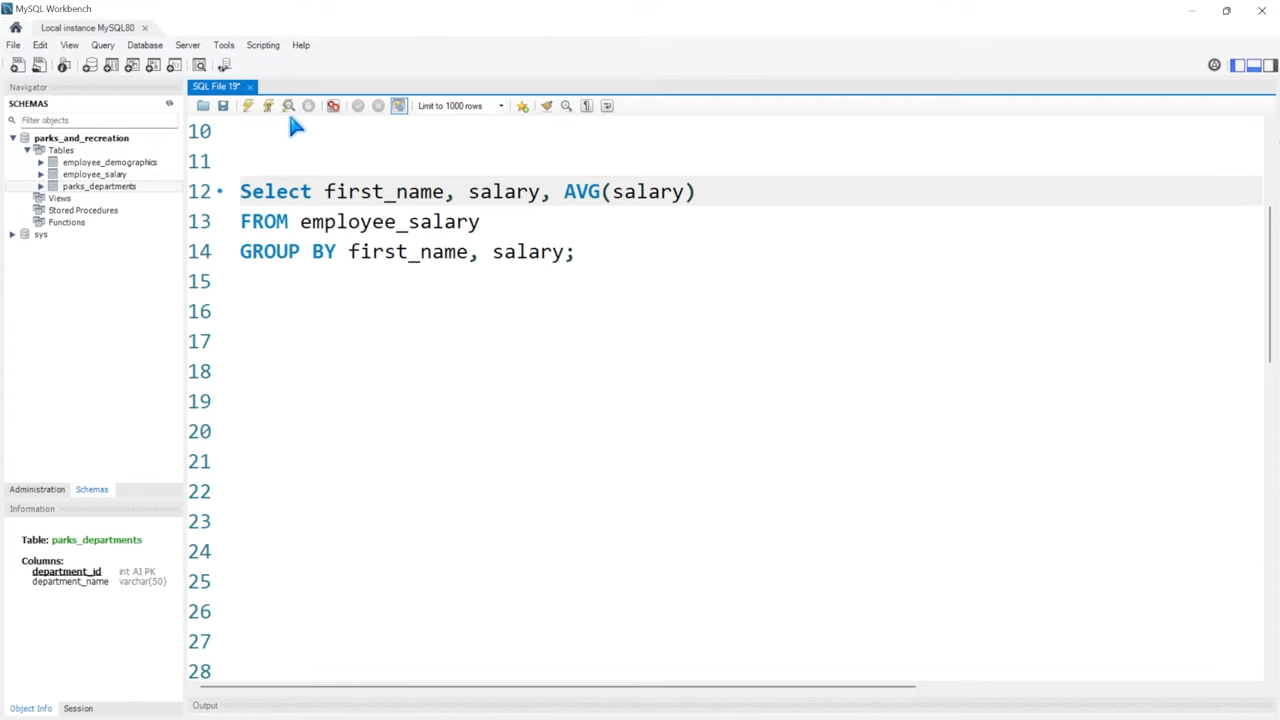 MySQL Workbench
Local instance MySQL80
File Edit View Query Database Server Tools Scripting Help
Navigator
SCHEMAS
Filter objects
parks_and_recreation
Tables
employee_demographics
employee_salary
parks_departments
Views
Stored Procedures
Functions
sys
Administration Schemas
Information
Table: parks_departments
Columns:
department_id int AI PK
department_name varchar(50)
Object Info Session
SQL File 19*
Limit to 1000 rows
10
11
12 Select first_name, salary, AVG(salary)
13 FROM employee_salary
14 GROUP BY first_name, salary;
15
16
17
18
19
20
21
22
23
24
25
26
27
28
Output